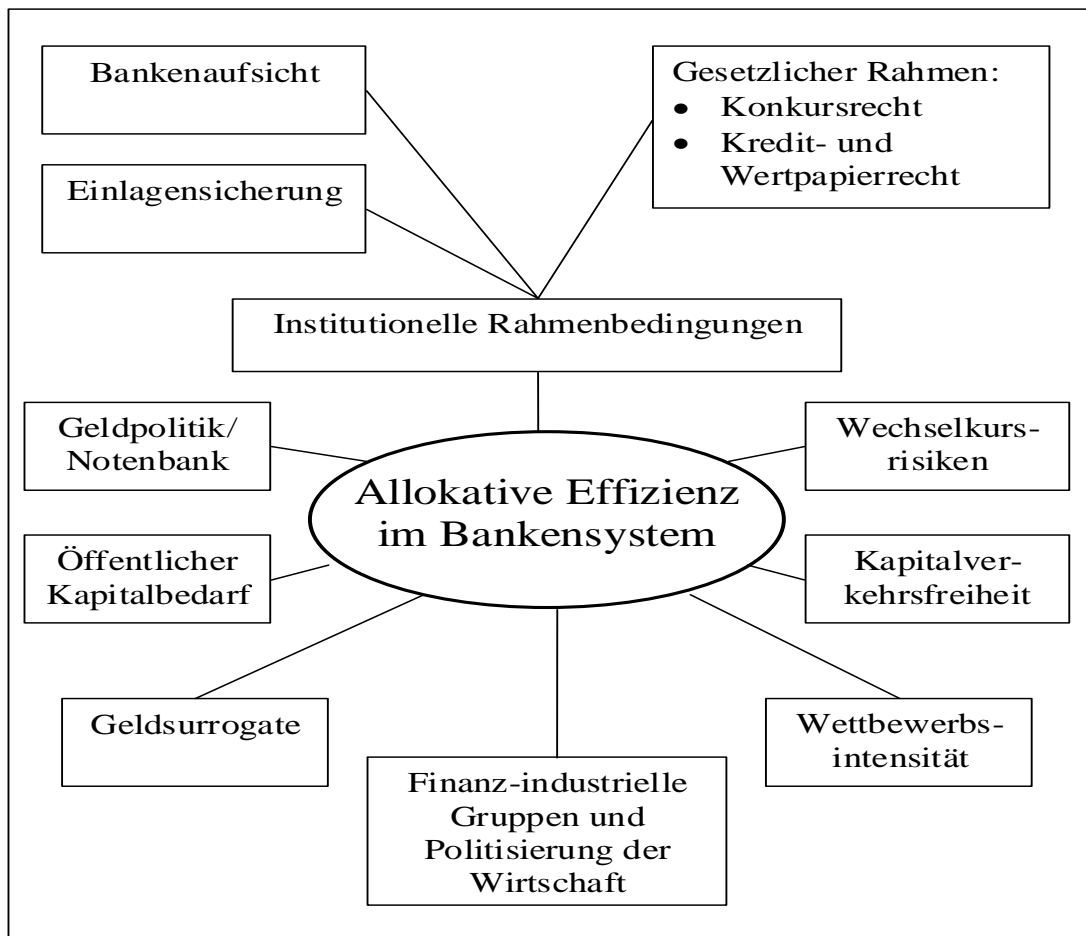 Bankenaufsicht
Einlagensicherung
Gesetzlicher Rahmen:
• Konkursrecht
• Kredit- und
Wertpapierrecht
Institutionelle Rahmenbedingungen
Geldpolitik/
Notenbank
Wechselkurs-
risiken
Allokative Effizienz
im Bankensystem
Öffentlicher
Kapitalbedarf
Kapitalver-
kehrsfreiheit
Geldsurrogate
Finanz-industrielle
Gruppen und
Politisierung der
Wirtschaft
Wettbewerbs-
intensität